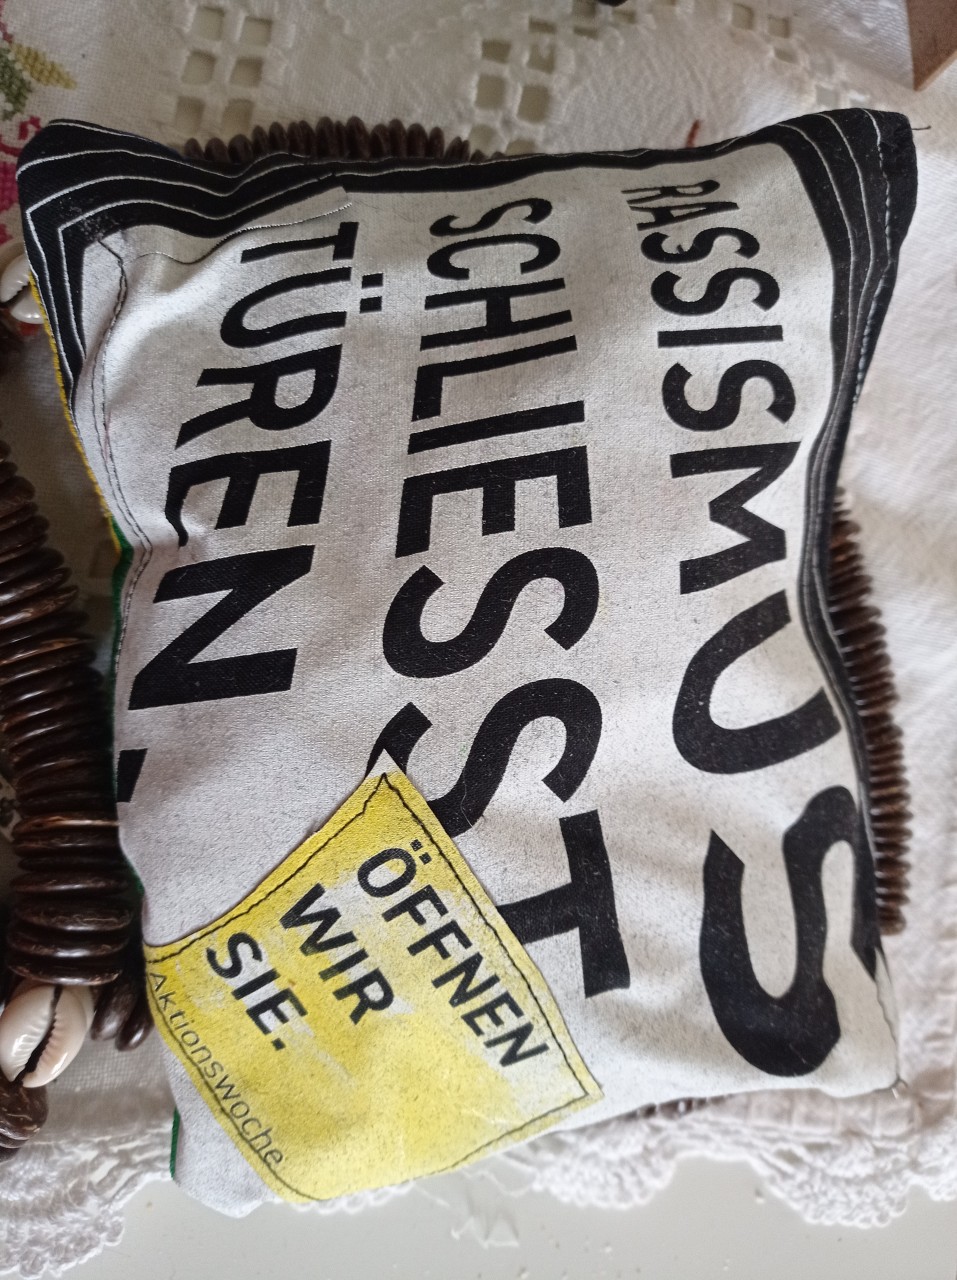 RASSISMUS
SCHLIESST
TÜREN,
ÖFFNEN
WIR
SIE.
Aktionswoche